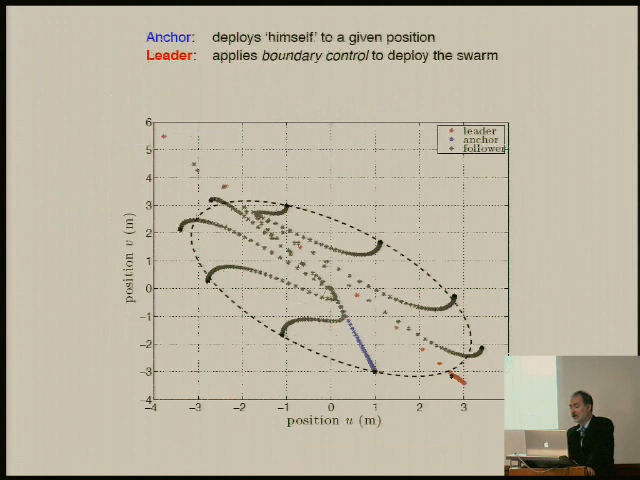 Anchor: deploys 'himself' to a given position
Leader: applies boundary control to deploy the swarm
6
5
4
3
2
1
0
−1
−2
−3
−4
position v (m)
leader
anchor
follower
−4 −3 −2 −1 0 1 2 3
position u (m)